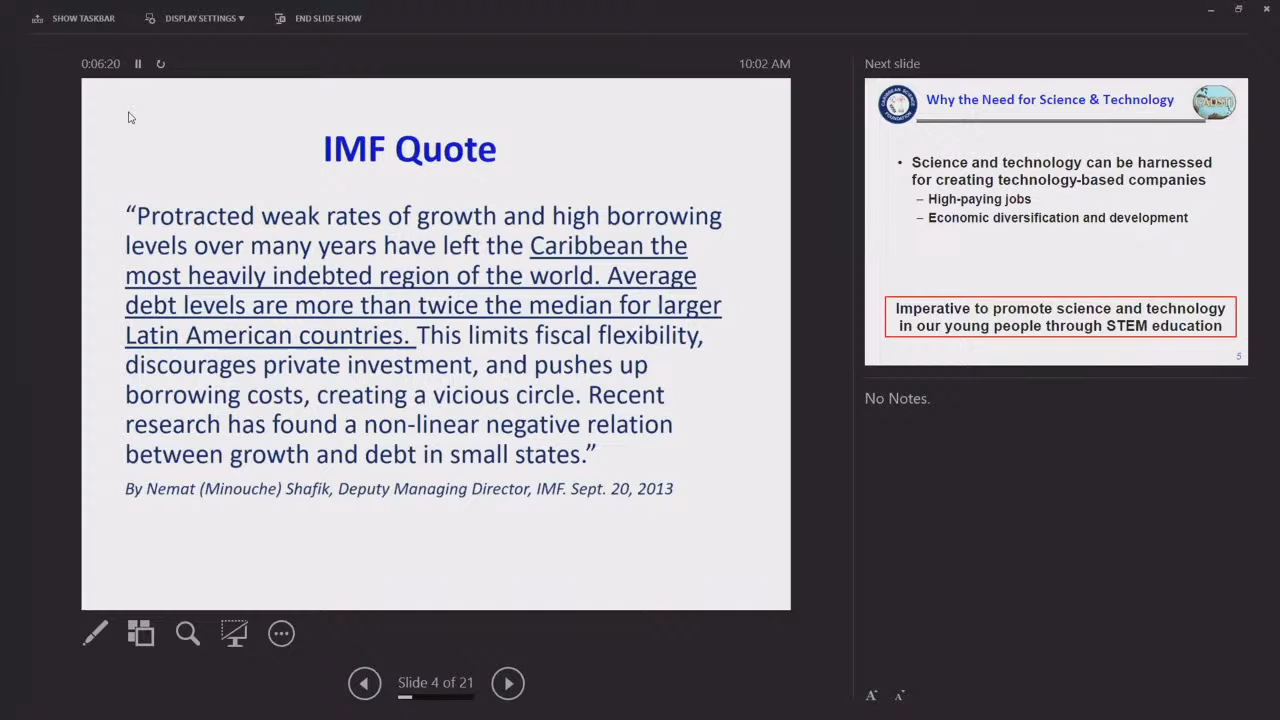 SHOW TASKBAR
DISPLAY SETTINGS ▼
END SLIDE SHOW
0:06:20
10:02 AM
IMF Quote
“Protracted weak rates of growth and high borrowing
levels over many years have left the Caribbean the
most heavily indebted region of the world. Average
debt levels are more than twice the median for larger
Latin American countries. This limits fiscal flexibility,
discourages private investment, and pushes up
borrowing costs, creating a vicious circle. Recent
research has found a non-linear negative relation
between growth and debt in small states.”
By Nemat (Minouche) Shafik, Deputy Managing Director, IMF. Sept. 20, 2013
Slide 4 of 21
Next slide
CARIBBEAN SCIENCE
FOUNDATION
Why the Need for Science & Technology
• Science and technology can be harnessed
for creating technology-based companies
– High-paying jobs
– Economic diversification and development
Imperative to promote science and technology
in our young people through STEM education
5
No Notes.
A A